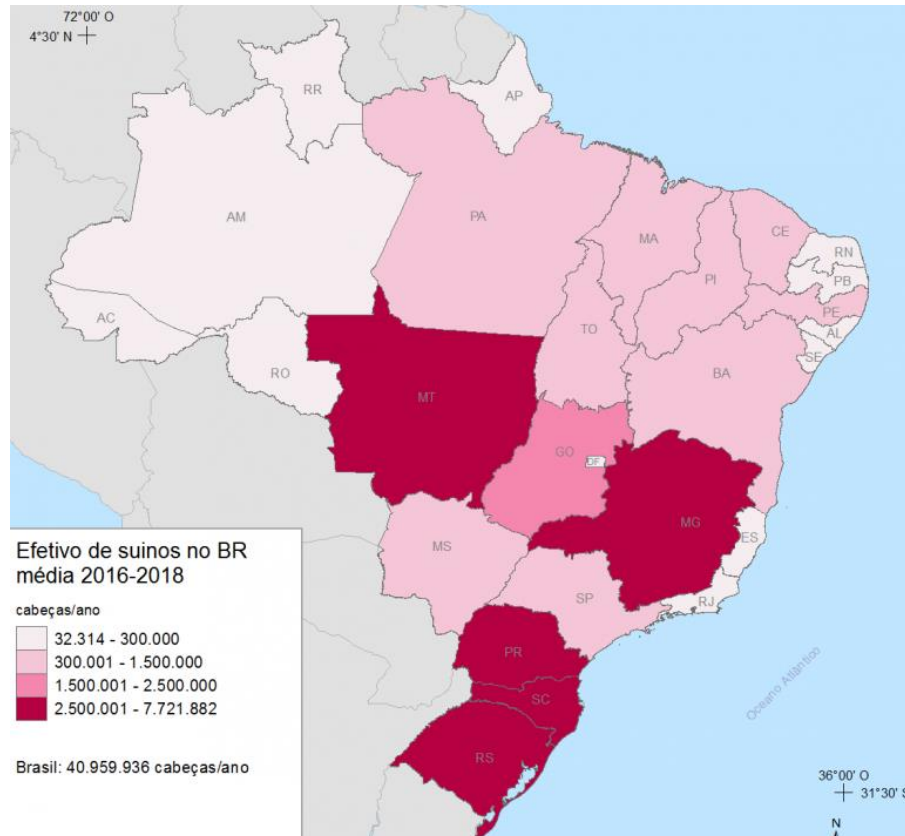 72°00' O
4°30' N
RR
AP
AM
PA
MA
CE
RN
PB
PI
PE
AL
SE
AC
TO
RO
BA
MT
GO
DF
MG
ES
MS
SP
RJ
PR
SC
RS
Oceano Atlântico
Efetivo de suinos no BR
média 2016-2018
cabeças/ano
32.314 - 300.000
300.001 - 1.500.000
1.500.001 - 2.500.000
2.500.001 - 7.721.882
Brasil: 40.959.936 cabeças/ano
36°00' O
31°30' S
N